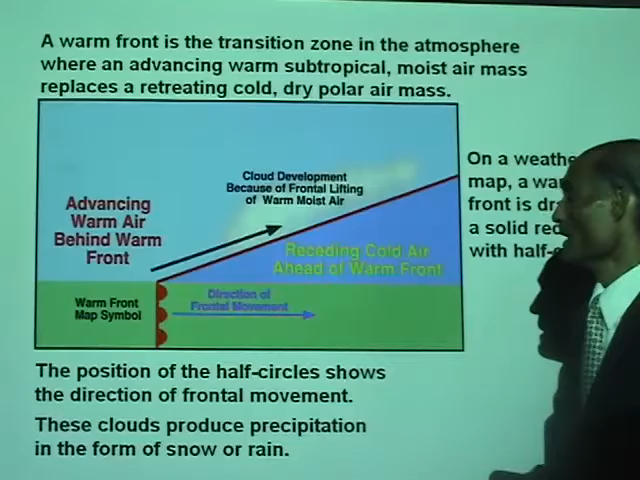 A warm front is the transition zone in the atmosphere
where an advancing warm subtropical, moist air mass
replaces a retreating cold, dry polar air mass.
Cloud Development
Because of Frontal Lifting
of Warm Moist Air
Advancing
Warm Air
Behind Warm
Front
Receding Cold Air
Ahead of Warm Front
Warm Front
Map Symbol
Direction of
Frontal Movement
On a weathe
map, a wa
front is
a solid red
with half-
The position of the half-circles shows
the direction of frontal movement.
These clouds produce precipitation
in the form of snow or rain.